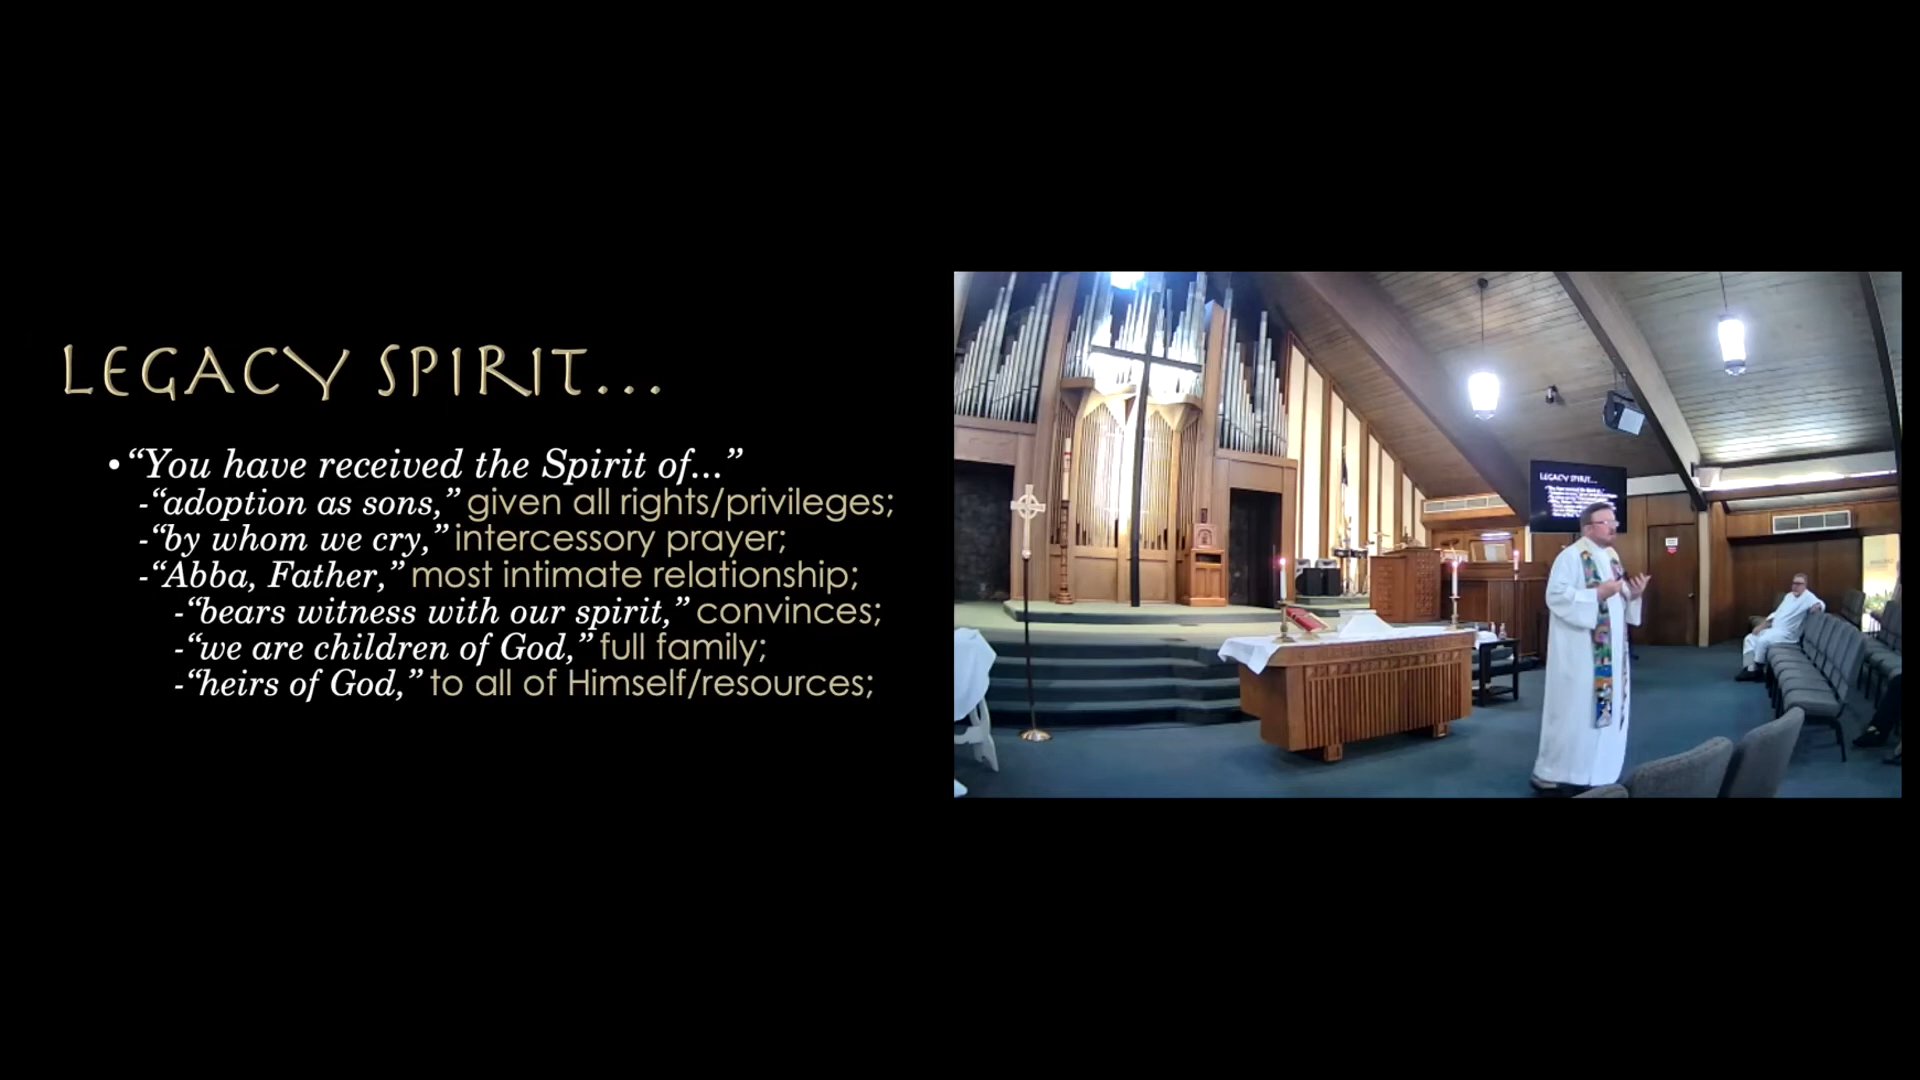 LEGACY SPIRIT...
•“You have received the Spirit of...”
-“adoption as sons,” given all rights/privileges;
-“by whom we cry,” intercessory prayer;
-“Abba, Father,” most intimate relationship;
-“bears witness with our spirit,” convinces;
-“we are children of God,” full family;
-“heirs of God,” to all of Himself/resources;
LEGACY SPIRIT...